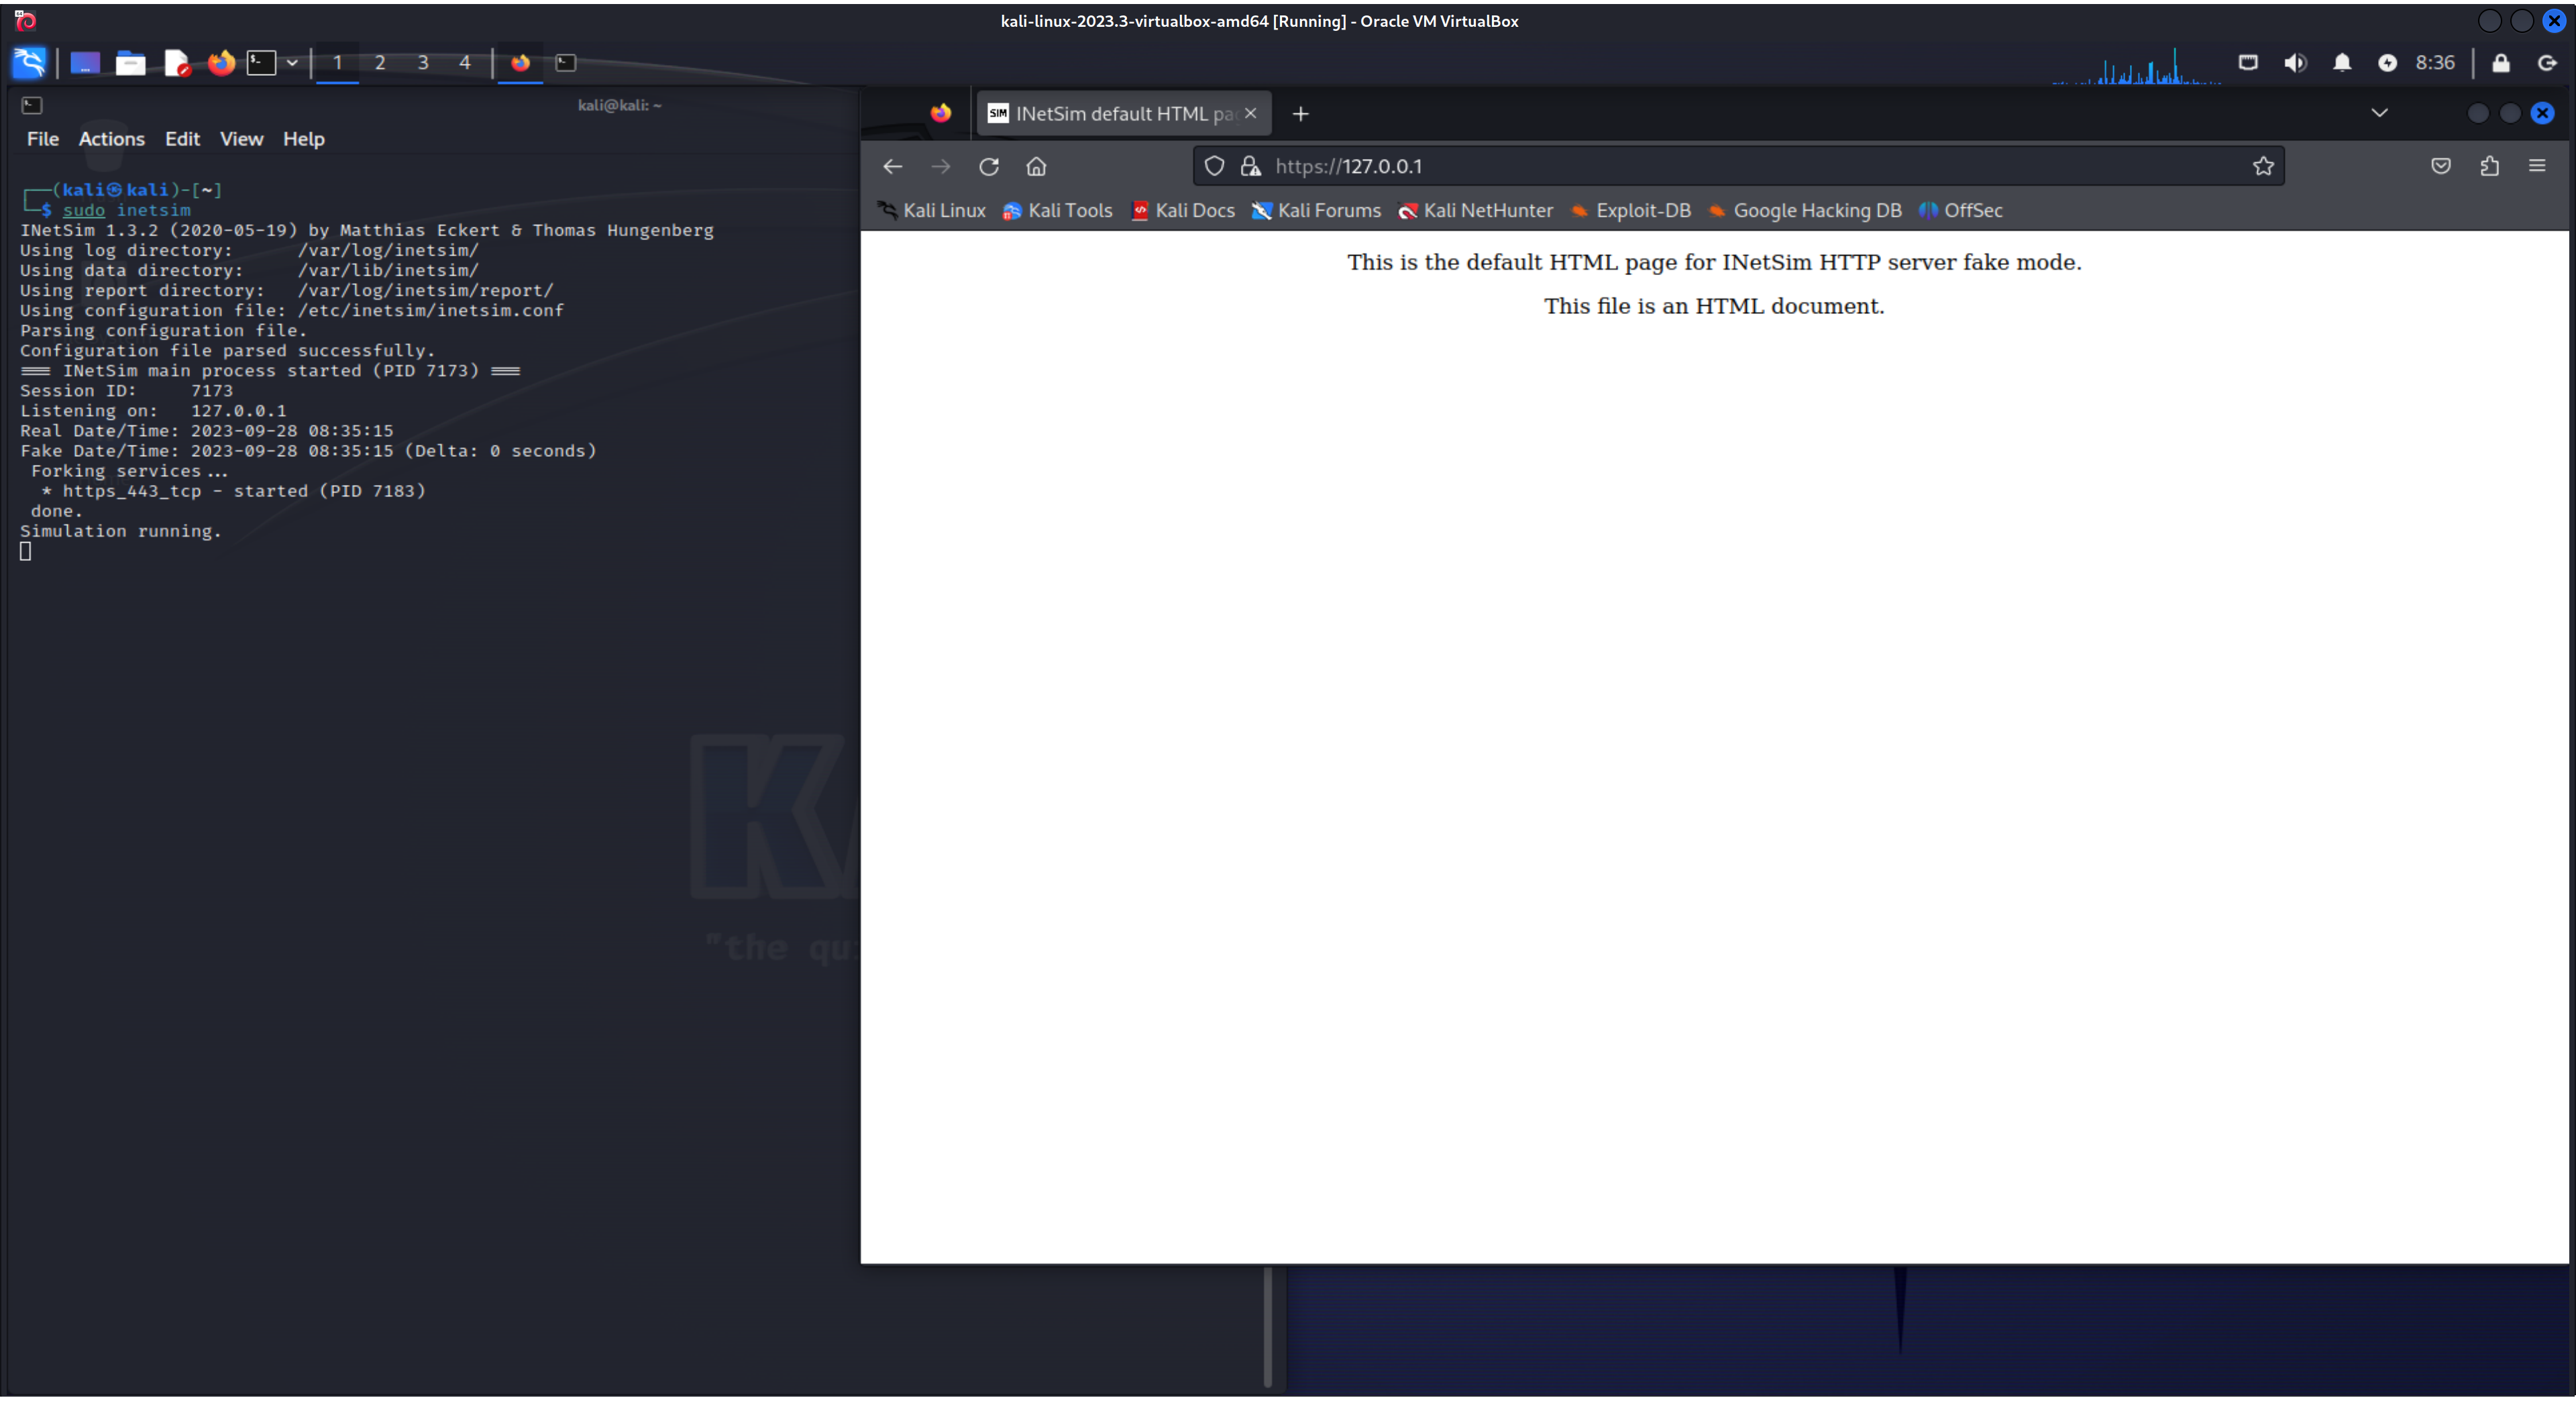 kali-linux-2023.3-virtualbox-amd64 [Running] - Oracle VM VirtualBox
1 2 3 4
8:36
kali@kali: ~
File Actions Edit View Help
┌──(kali㉿kali)-[~]
└─$ sudo inetsim
INetSim 1.3.2 (2020-05-19) by Matthias Eckert & Thomas Hungenberg
Using log directory:      /var/log/inetsim/
Using data directory:     /var/lib/inetsim/
Using report directory:   /var/log/inetsim/report/
Using configuration file: /etc/inetsim/inetsim.conf
Parsing configuration file.
Configuration file parsed successfully.
=== INetSim main process started (PID 7173) ===
Session ID:     7173
Listening on:   127.0.0.1
Real Date/Time: 2023-09-28 08:35:15
Fake Date/Time: 2023-09-28 08:35:15 (Delta: 0 seconds)
 Forking services...
  * https_443_tcp - started (PID 7183)
 done.
Simulation running.
"the qu
SIM INetSim default HTML pa
https://127.0.0.1
Kali Linux Kali Tools Kali Docs Kali Forums Kali NetHunter Exploit-DB Google Hacking DB OffSec
This is the default HTML page for INetSim HTTP server fake mode.
This file is an HTML document.